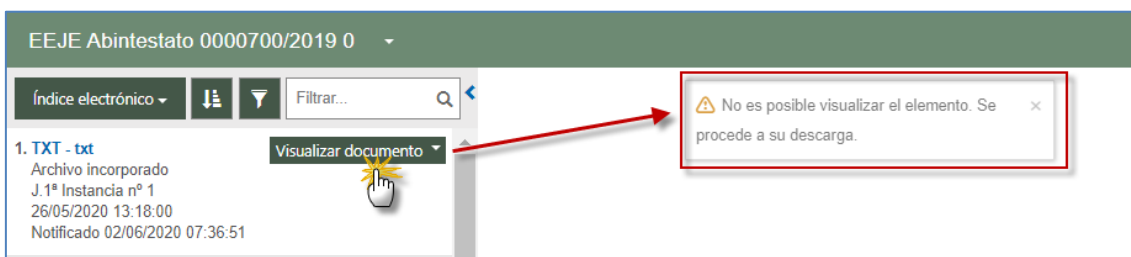 EEJE Abintestato 0000700/2019 0
Índice electrónico
Filtrar...
1. TXT - txt
Visualizar documento
Archivo incorporado
J.1ª Instancia nº 1
26/05/2020 13:18:00
Notificado 02/06/2020 07:36:51
No es posible visualizar el elemento. Se
procede a su descarga.